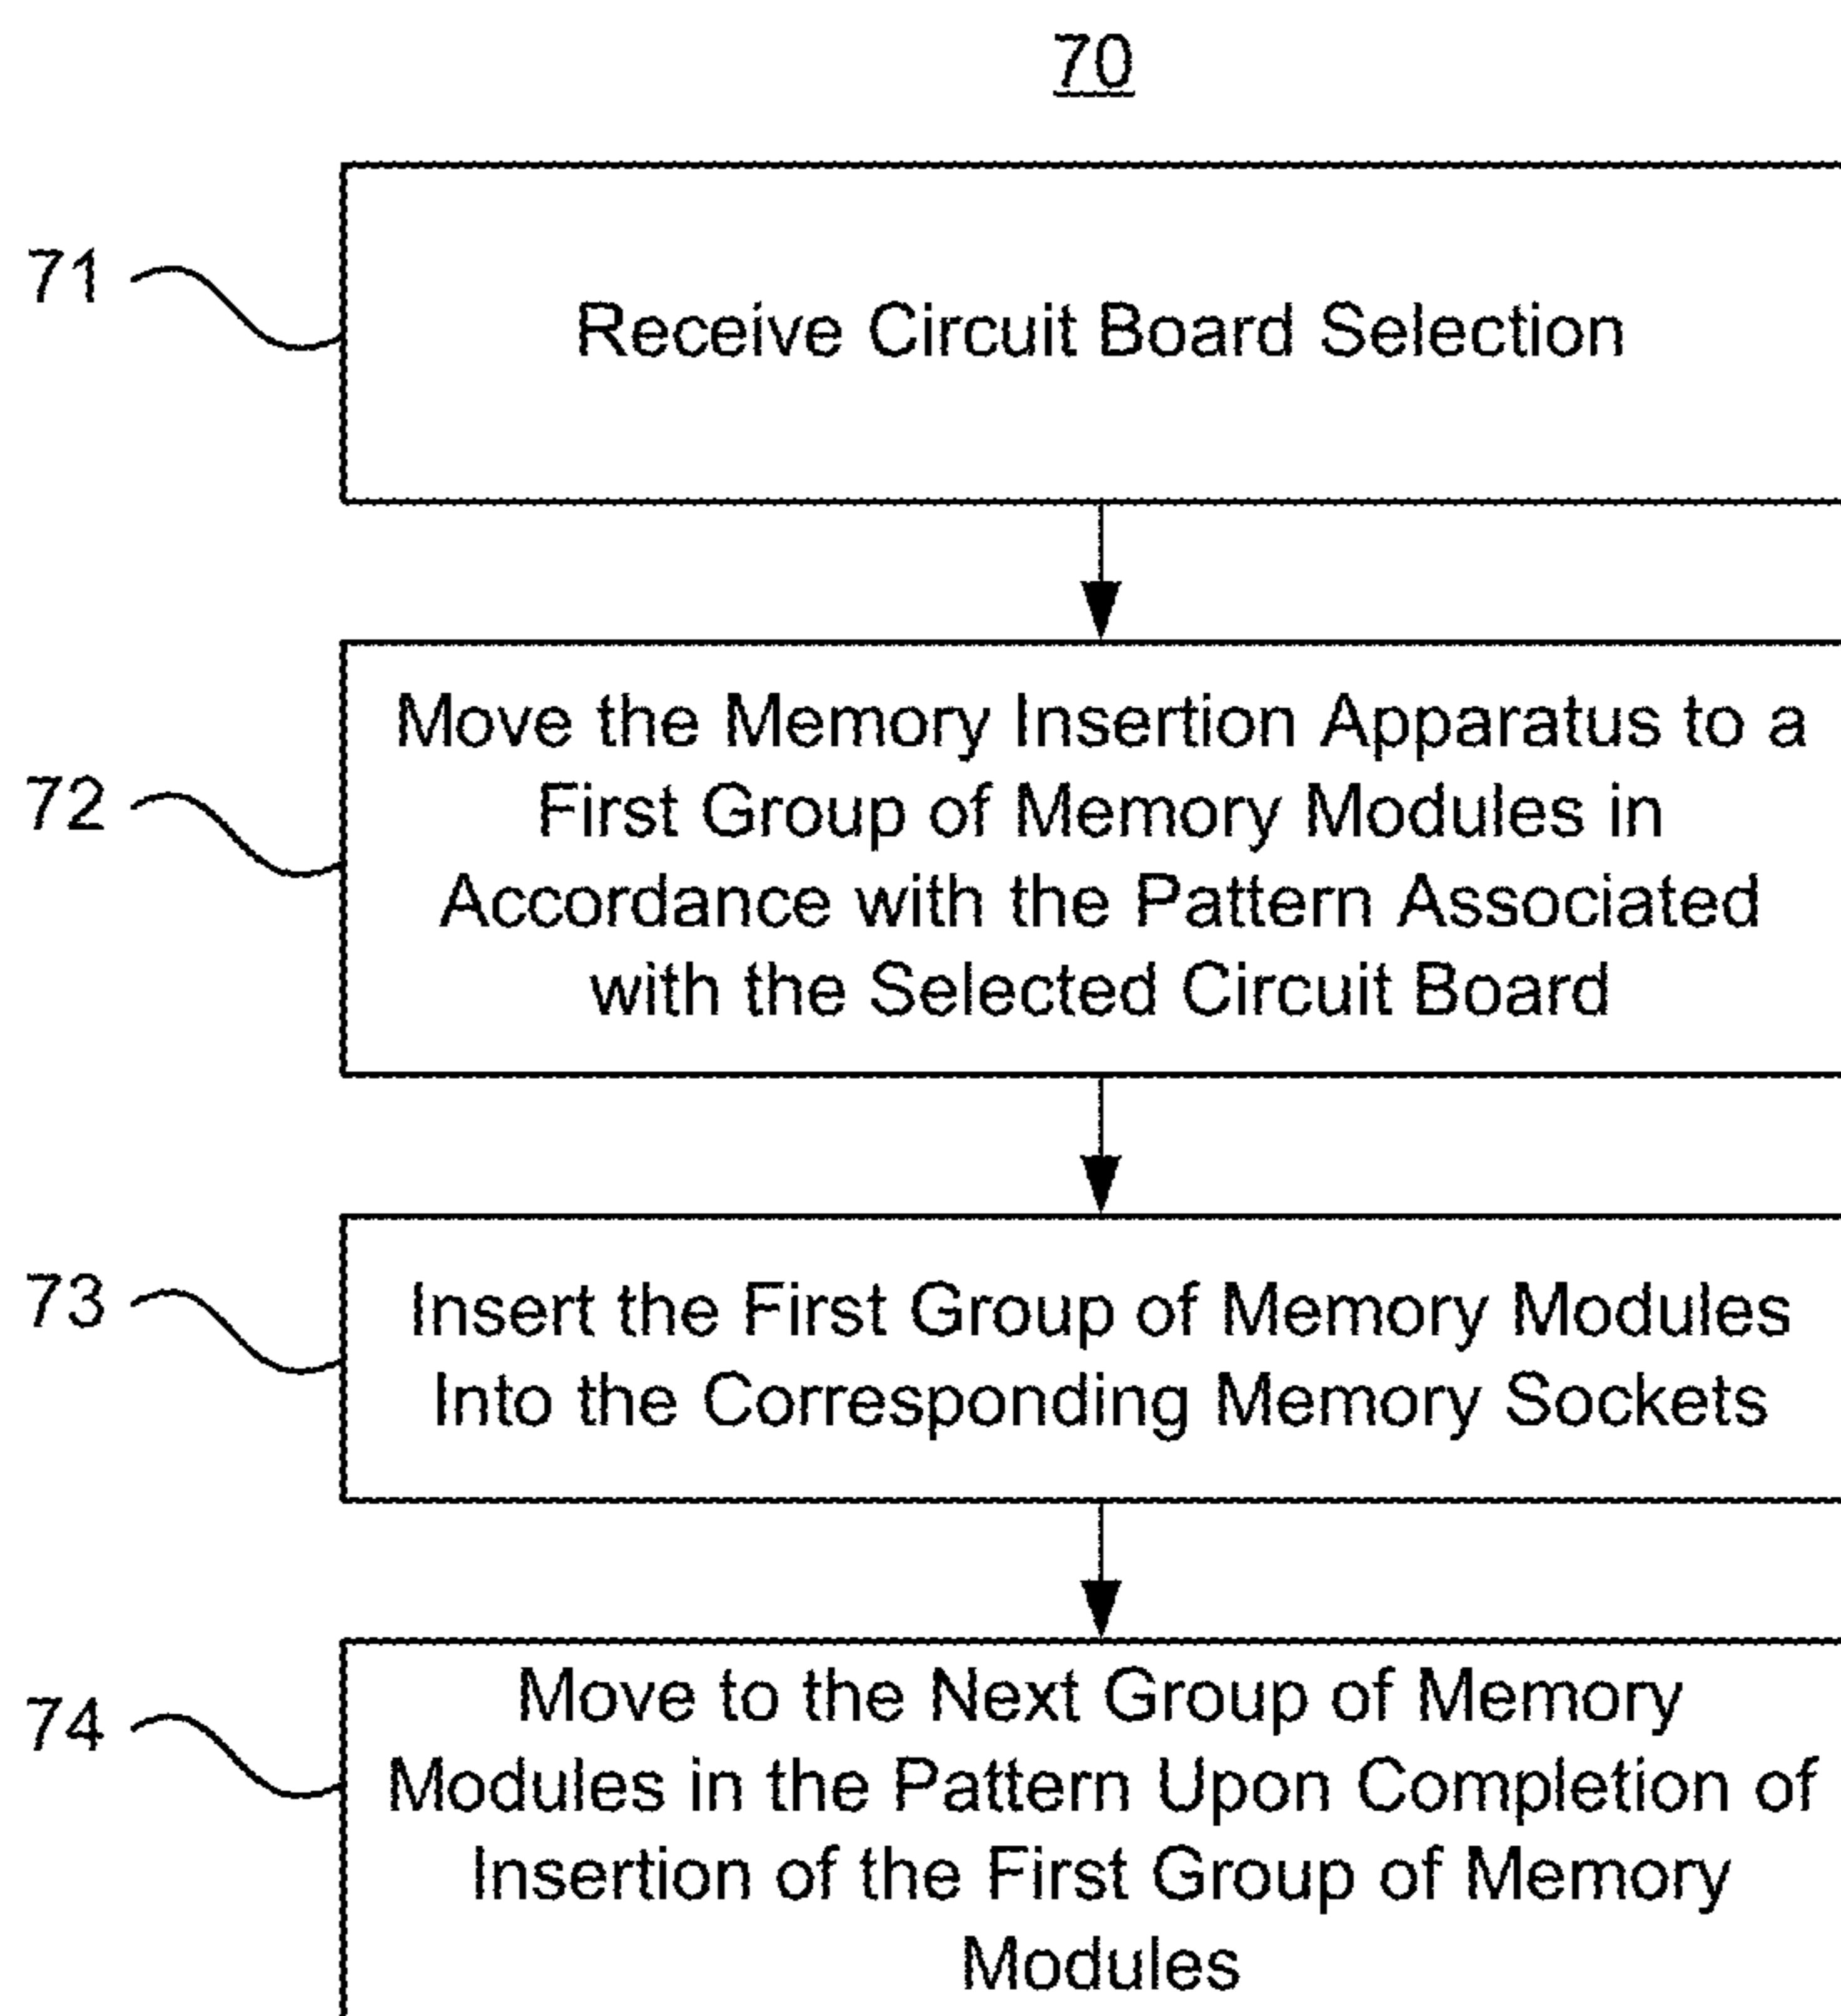 70
71
Receive Circuit Board Selection
72
Move the Memory Insertion Apparatus to a
First Group of Memory Modules in
Accordance with the Pattern Associated
with the Selected Circuit Board
73
Insert the First Group of Memory Modules
Into the Corresponding Memory Sockets
74
Move to the Next Group of Memory
Modules in the Pattern Upon Completion of
Insertion of the First Group of Memory
Modules